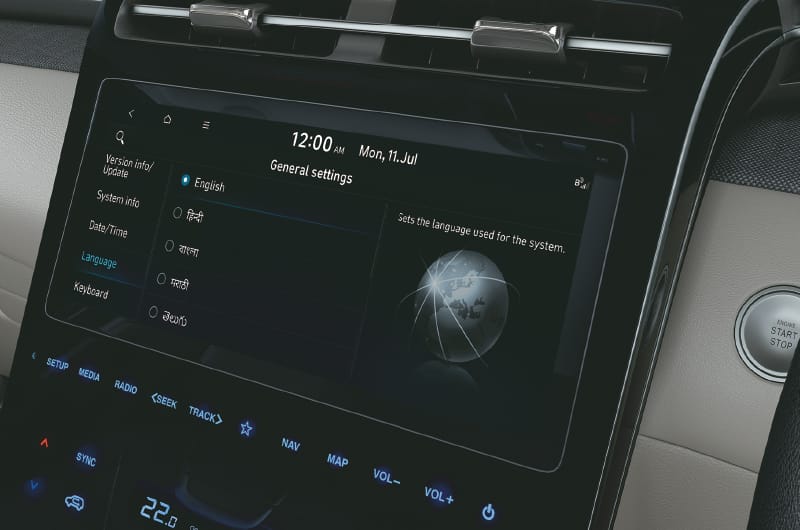 12:00 AM Mon, 11.Jul
General settings
Version info/
Update
System info
Date/Time
Language
Keyboard
English
हिन्दी
বাংলা
मराठी
తెలుగు
Sets the language used for the system.
ENGINE
START
STOP
SETUP MEDIA RADIO <SEEK TRACK> NAV MAP VOL− VOL+
SYNC
22.0